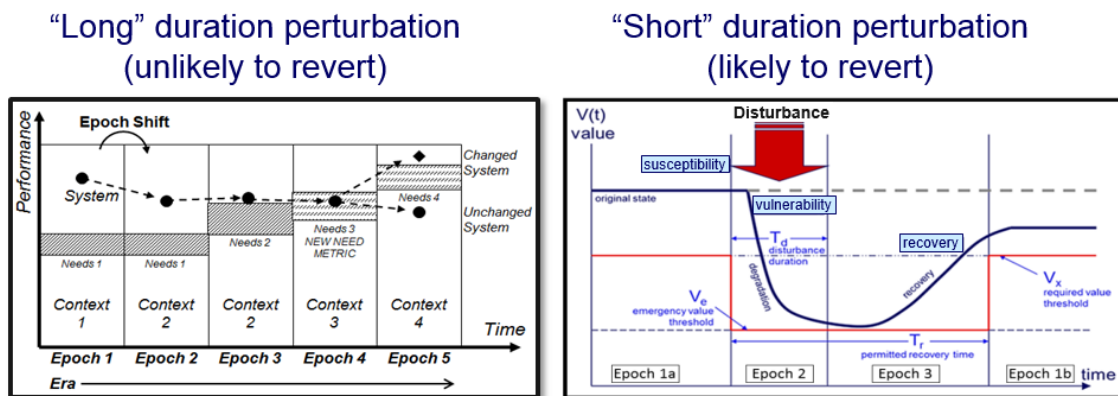 “Long” duration perturbation
(unlikely to revert)
“Short” duration perturbation
(likely to revert)
Performance
Epoch Shift
System
Changed
System
Unchanged
System
Needs 1
Needs 1
Needs 2
Needs 3
NEW NEED
METRIC
Needs 4
Context
1
Context
2
Context
2
Context
3
Context
4
Time
Epoch 1
Epoch 2
Epoch 3
Epoch 4
Epoch 5
Era
V(t)
value
Disturbance
susceptibility
original state
vulnerability
Td
disturbance
duration
recovery
degradation
recovery
Ve
emergency value
threshold
Vx
required value
threshold
Tr
permitted recovery time
Epoch 1a
Epoch 2
Epoch 3
Epoch 1b
time